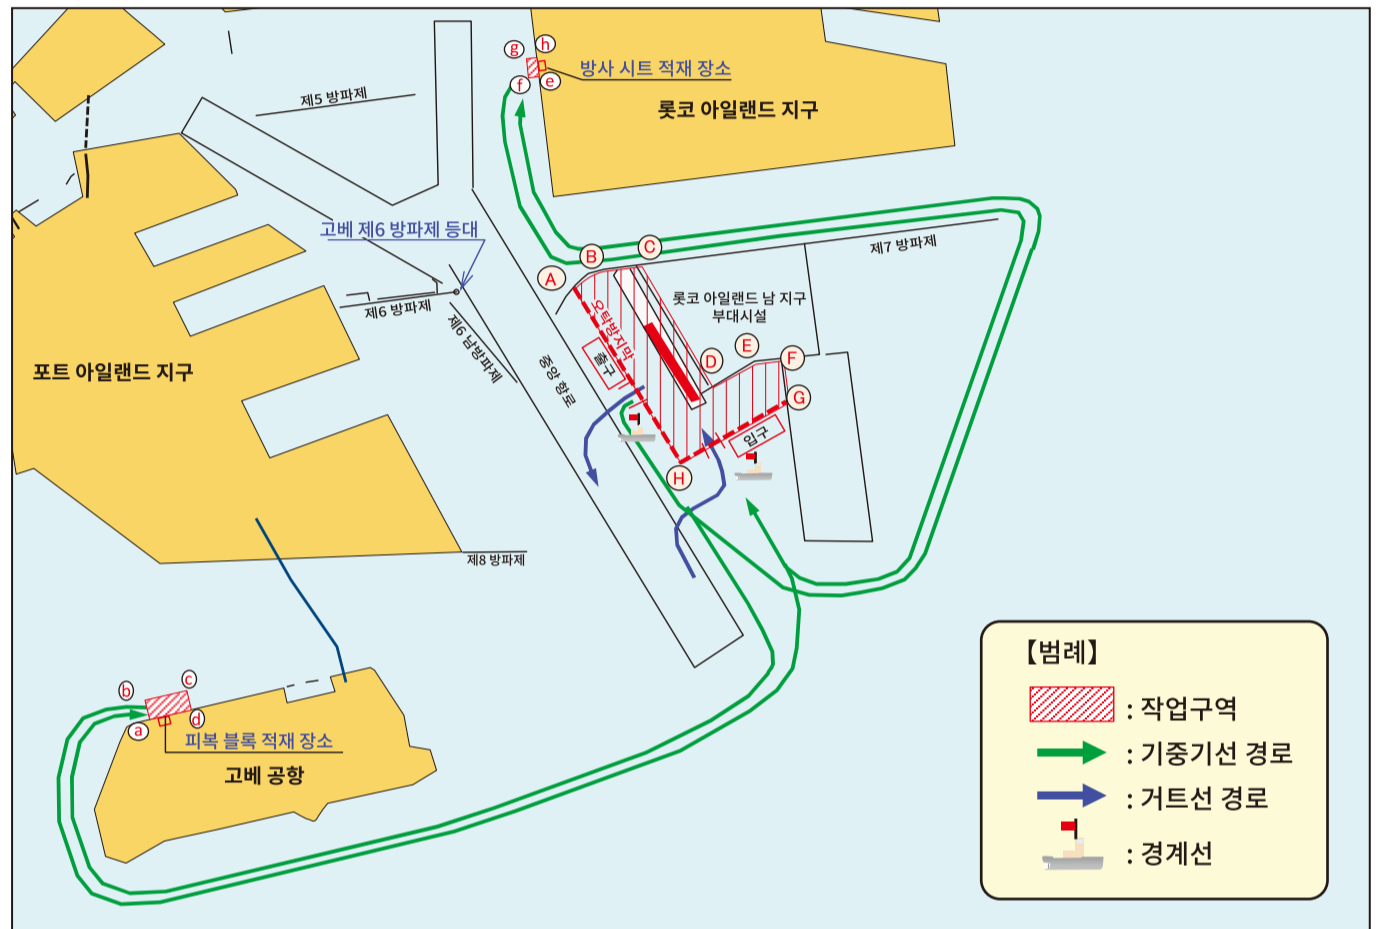 g
h
f
e
방사 시트 적재 장소
롯코 아일랜드 지구
제5 방파제
고베 제6 방파제 등대
제6 방파제
제6 남방파제
중앙 항로
제7 방파제
A
B
C
롯코 아일랜드 남 지구
부대시설
오탁방지막
출구
D
E
F
G
입구
H
포트 아일랜드 지구
제8 방파제
b
c
a
d
피복 블록 적재 장소
고베 공항
【범례】
: 작업구역
: 기중기선 경로
: 거트선 경로
: 경계선